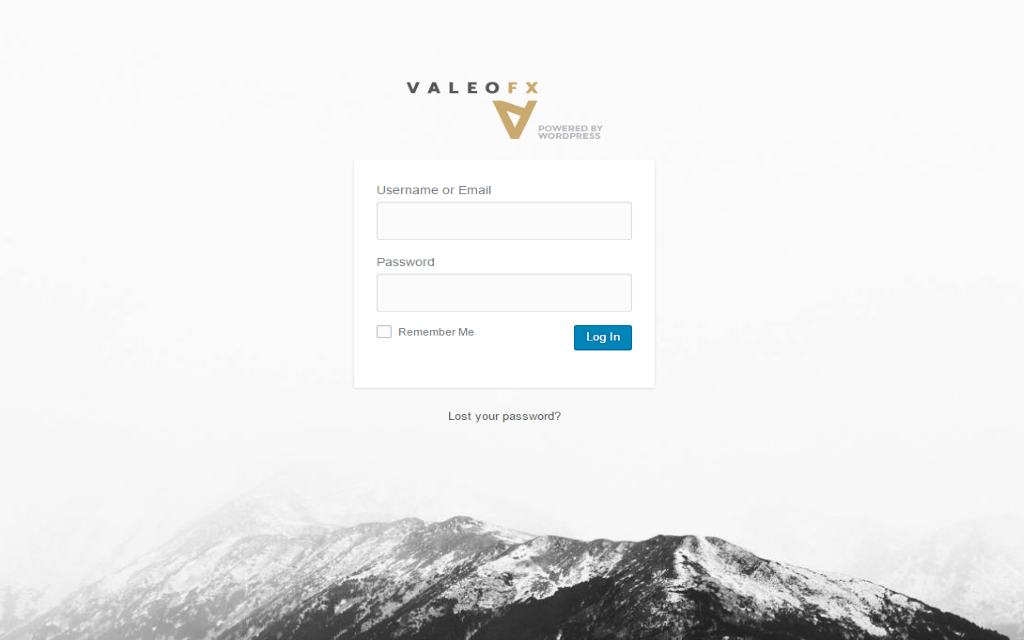 VALEOFX
POWERED BY
WORDPRESS
Username or Email
Password
Remember Me
Log In
Lost your password?